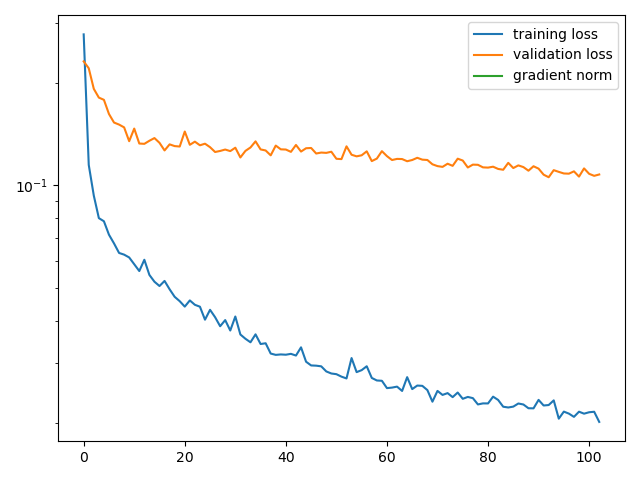 training loss
validation loss
gradient norm
10⁻¹
0 20 40 60 80 100